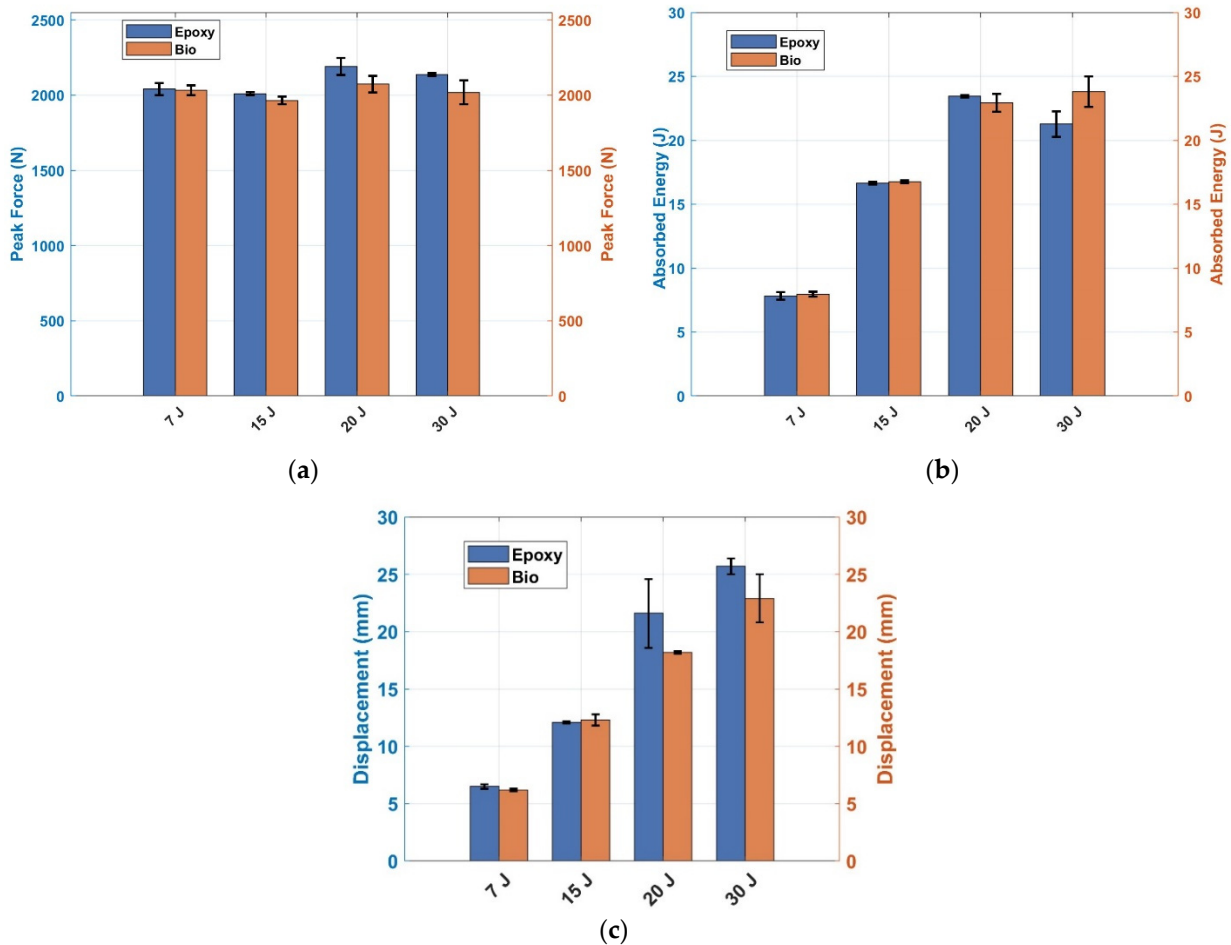 2500
2000
1500
1000
500
0
Peak Force (N)
Epoxy
Bio
7 J
15 J
20 J
30 J
2500
2000
1500
1000
500
0
Peak Force (N)
(a)
30
25
20
15
10
5
0
Absorbed Energy (J)
Epoxy
Bio
7 J
15 J
20 J
30 J
30
25
20
15
10
5
0
Absorbed Energy (J)
(b)
30
25
20
15
10
5
0
Displacement (mm)
Epoxy
Bio
7 J
15 J
20 J
30 J
30
25
20
15
10
5
0
Displacement (mm)
(c)